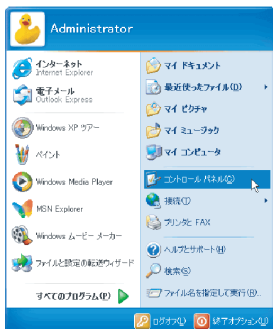 Administrator
インターネット
Internet Explorer
電子メール
Outlook Express
Windows XP ツアー
ペイント
Windows Media Player
MSN Explorer
Windows ムービー メーカー
ファイルと設定の転送ウィザード
すべてのプログラム(P)
マイ ドキュメント
最近使ったファイル(D)
マイ ピクチャ
マイ ミュージック
マイ コンピュータ
コントロール パネル(C)
接続(T)
プリンタと FAX
ヘルプとサポート(H)
検索(S)
ファイル名を指定して実行(R)...
ログオフ(L)
終了オプション(U)